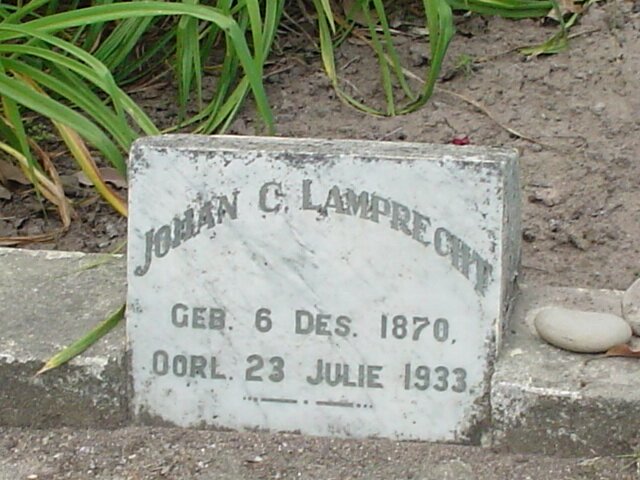 JOHAN C. LAMPRECHT
GEB. 6 DES. 1870,
OORL. 23 JULIE 1933.